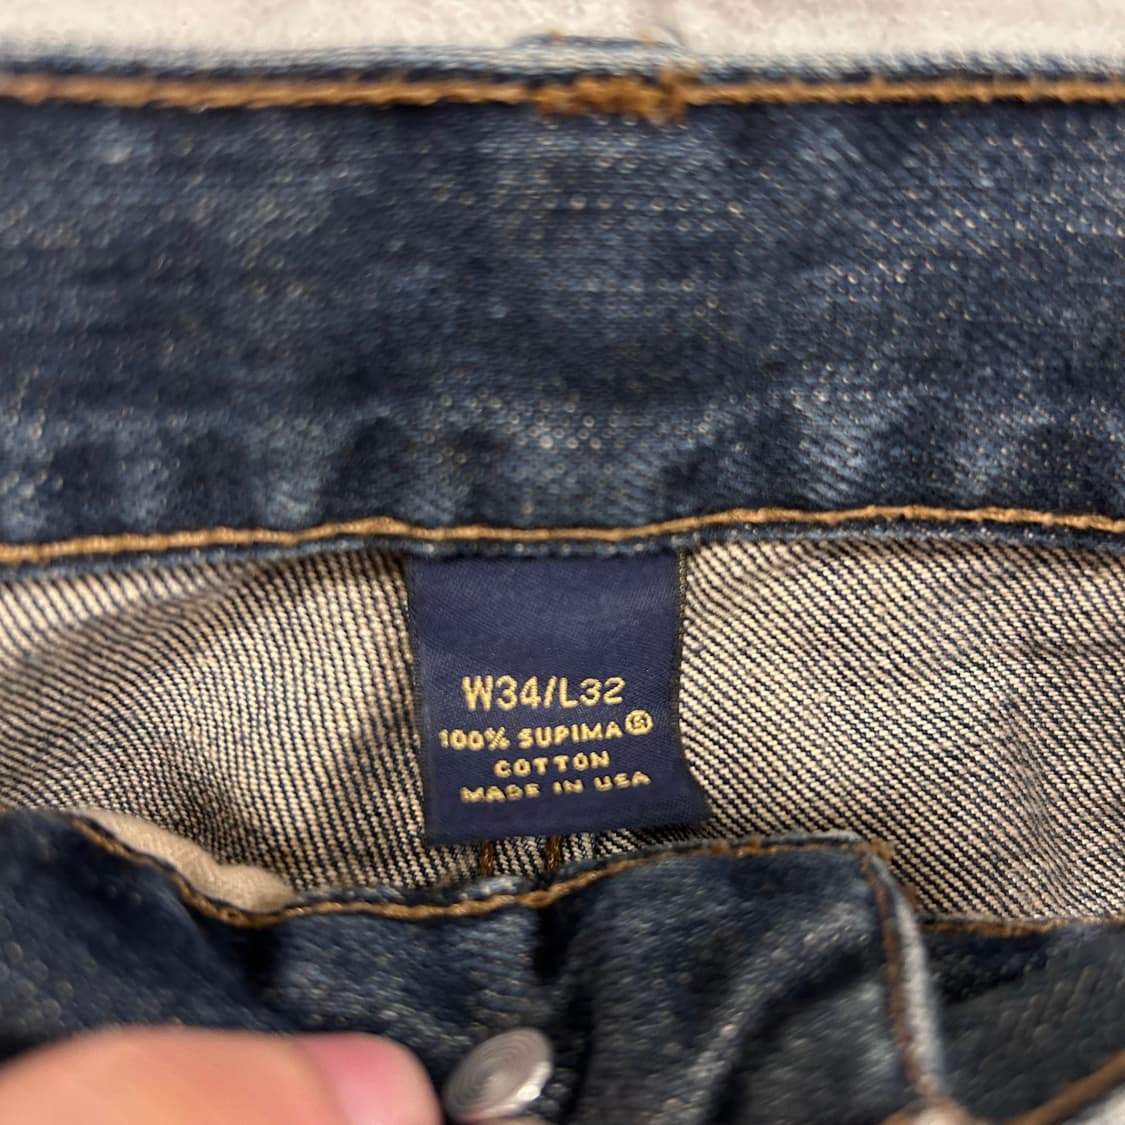 W34/L32
100% SUPIMA®
COTTON
MADE IN USA